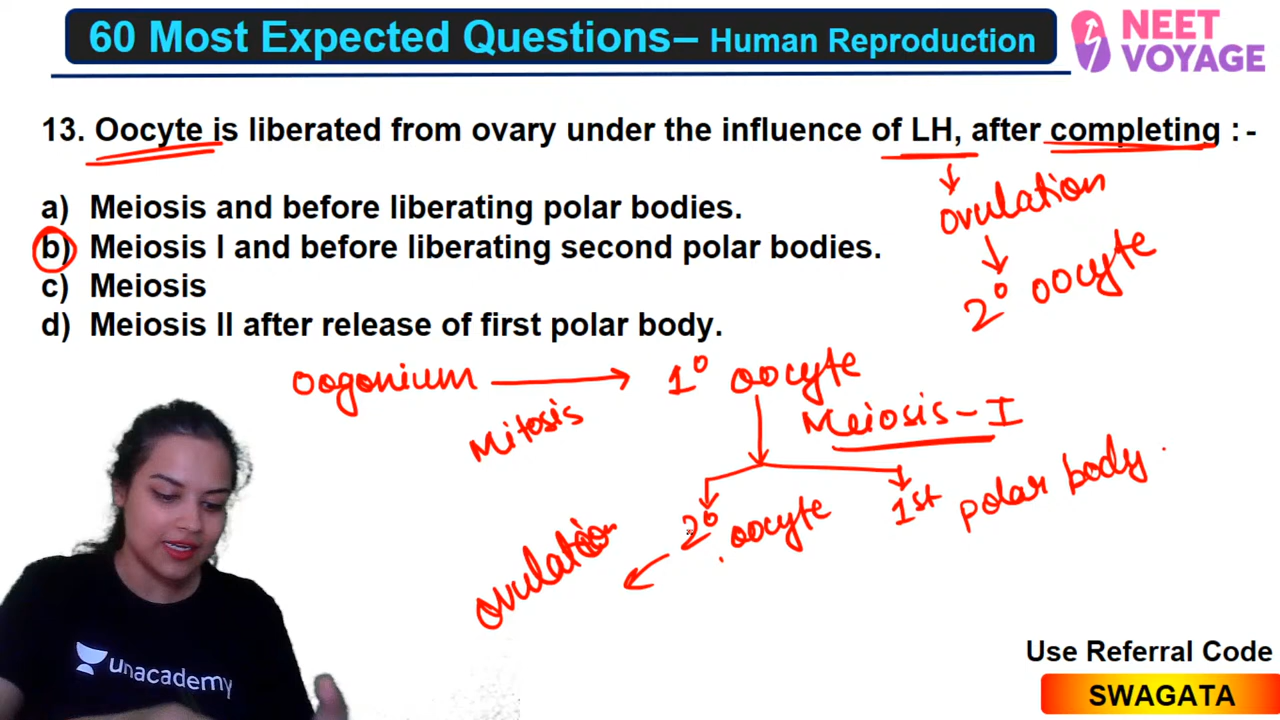 60 Most Expected Questions– Human Reproduction
NEET
VOYAGE
13. Oocyte is liberated from ovary under the influence of LH, after completing : -
a) Meiosis and before liberating polar bodies.
b) Meiosis I and before liberating second polar bodies.
c) Meiosis
d) Meiosis II after release of first polar body.
ovulation
2° oocyte
Oogonium
Mitosis
1° oocyte
Meiosis - I
2° oocyte
1st polar body.
ovulation
unacademy
Use Referral Code
SWAGATA